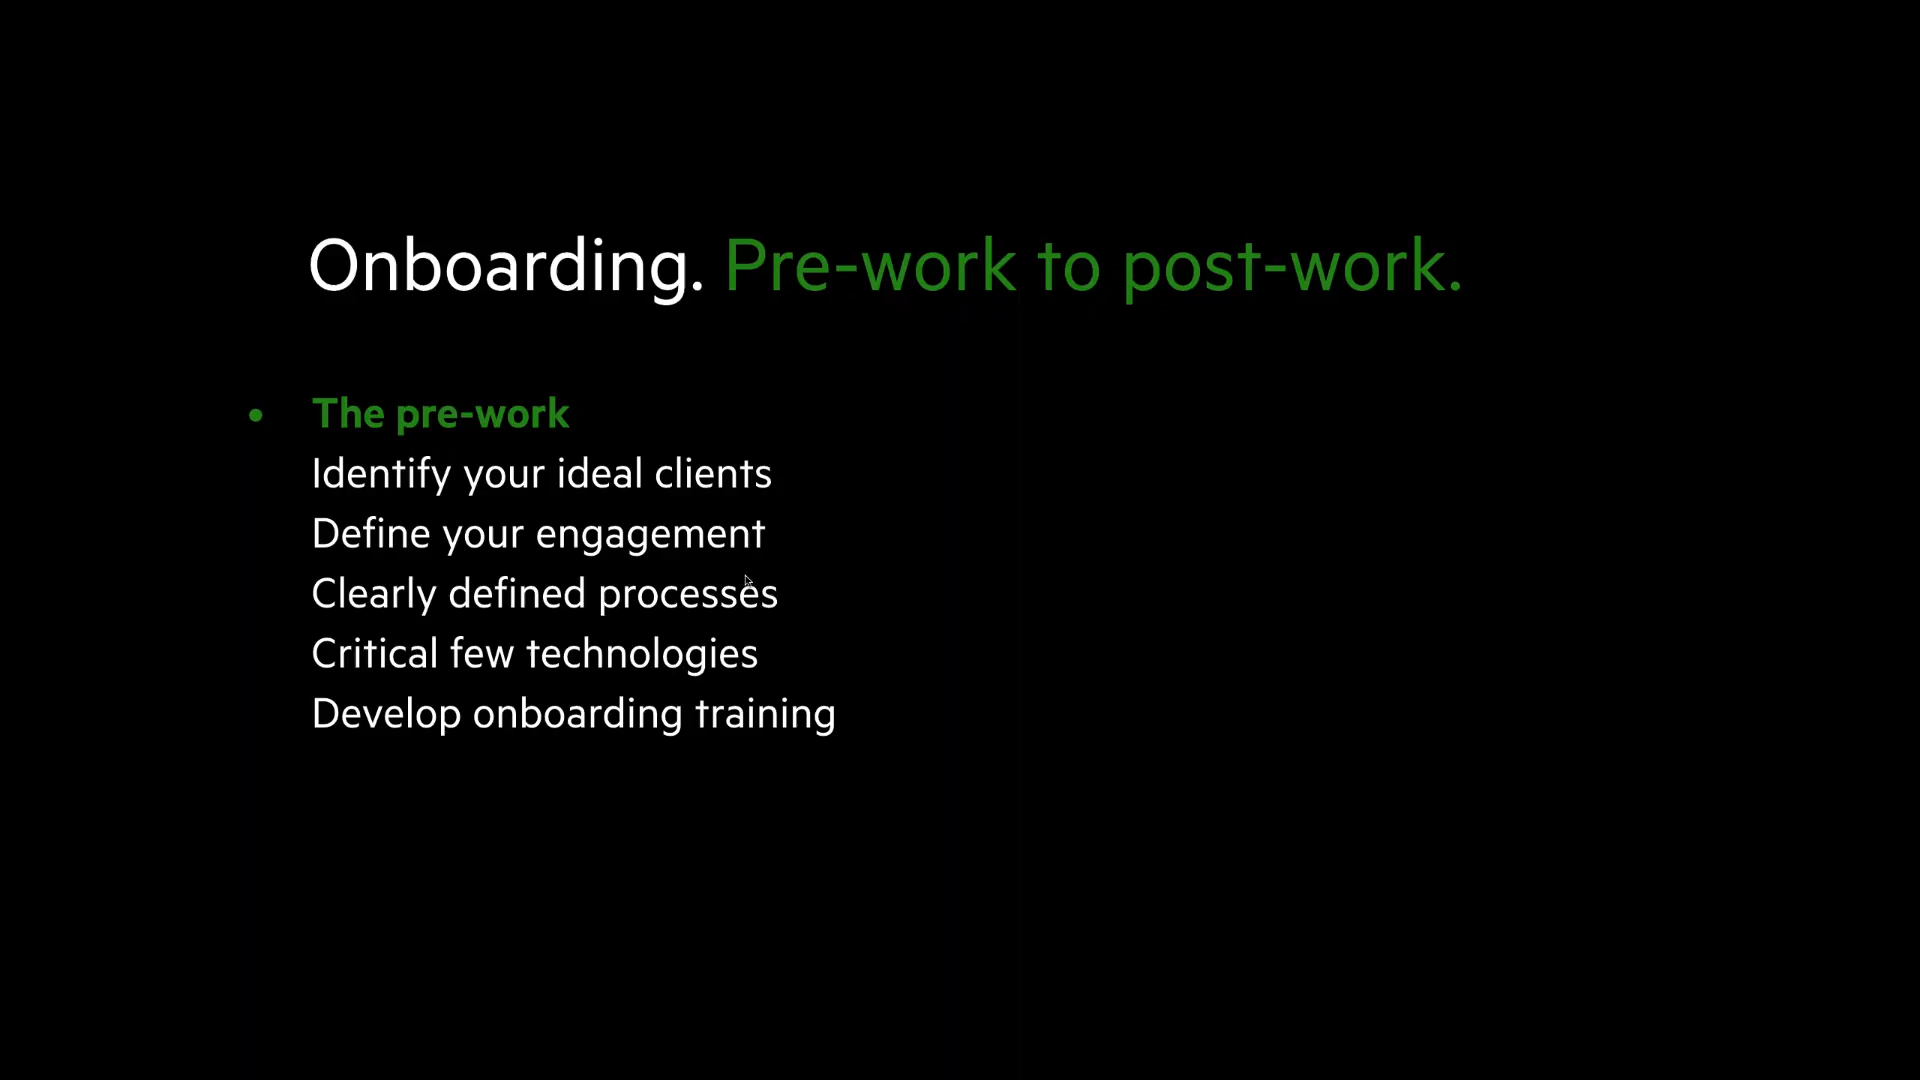 Onboarding. Pre-work to post-work.
• The pre-work
Identify your ideal clients
Define your engagement
Clearly defined processes
Critical few technologies
Develop onboarding training